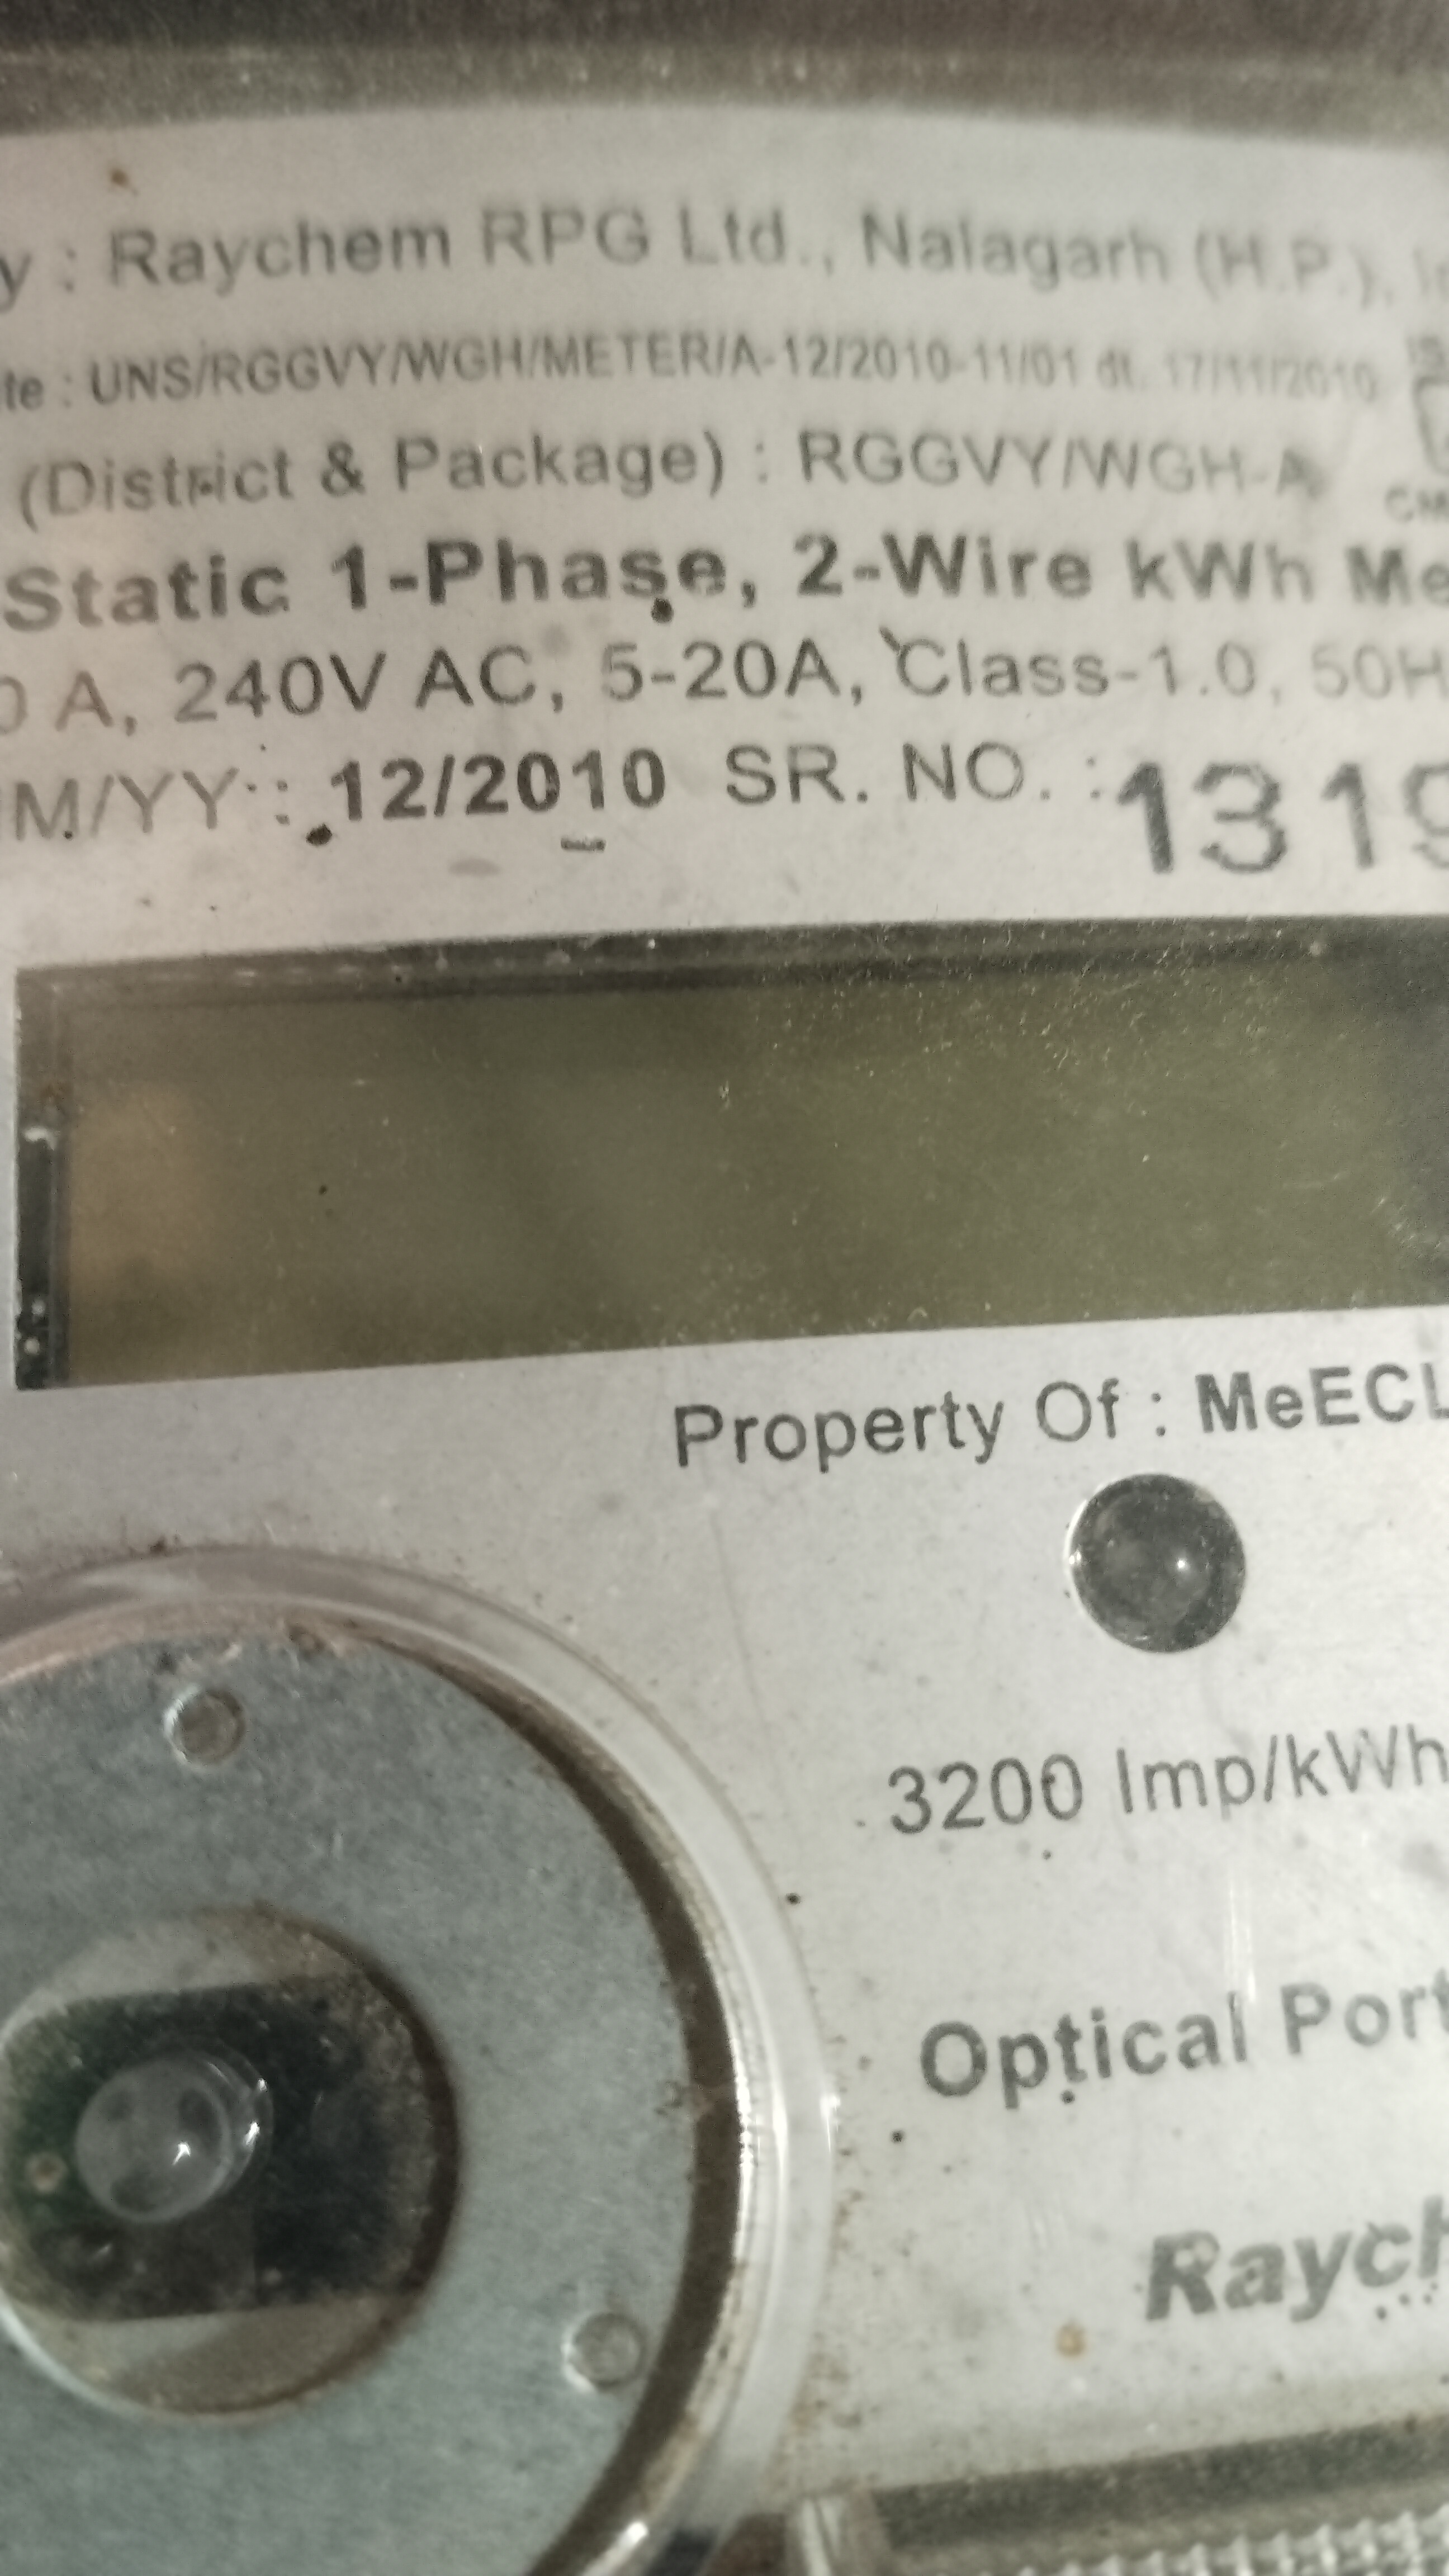 y : Raychem RPG Ltd., Nalagarh (H.P.),
te : UNS/RGGVY/WGH/METER/A-12/2010-11/01 dt. 17/11/2010
(District & Package) : RGGVY/WGH-A
Static 1-Phase, 2-Wire kWh Me
0 A, 240V AC, 5-20A, Class-1.0, 50H
M/YY : 12/2010 SR. NO. : 1319
Property Of : MeECL
3200 Imp/kWh
Optical Port
Raych